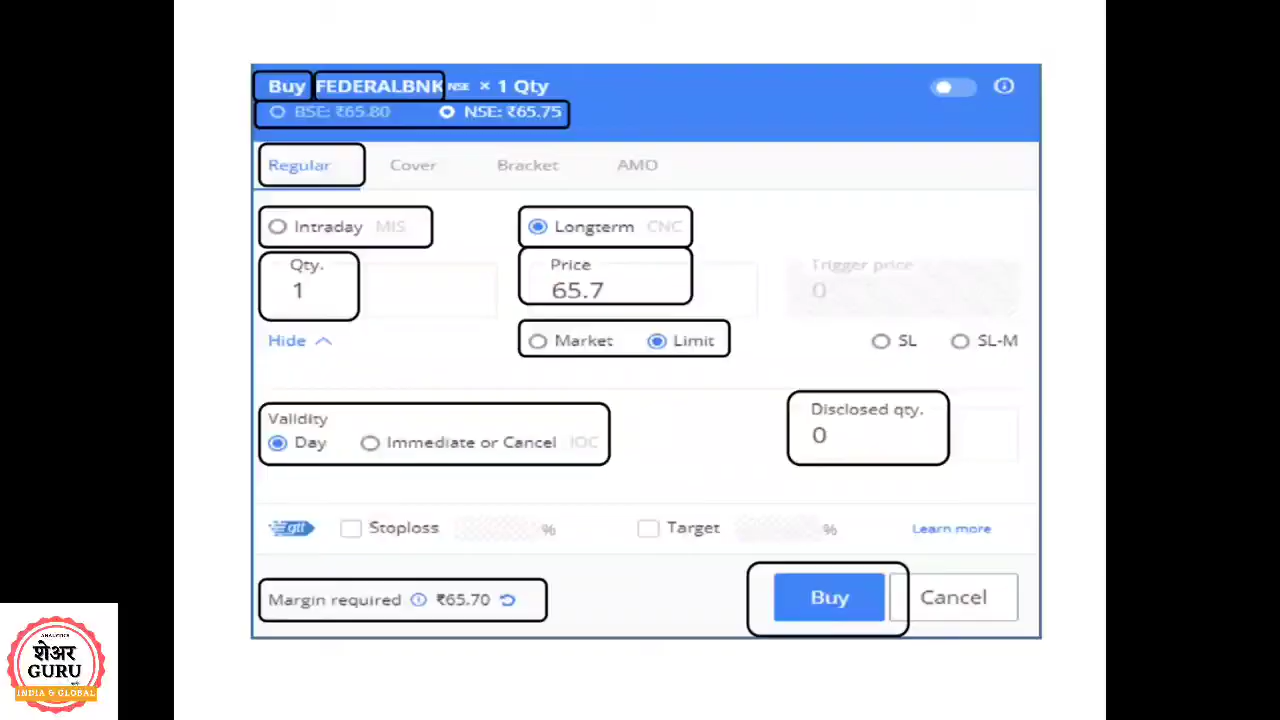 Buy FEDERALBNK NSE × 1 Qty
BSE: ₹65.80 NSE: ₹65.75
Regular Cover Bracket AMO
Intraday MIS Longterm CNC
Qty. Price Trigger price
1 65.7 0
Hide Market Limit SL SL-M
Validity Disclosed qty.
Day Immediate or Cancel IOC 0
gtt Stoploss % Target % Learn more
Margin required ₹65.70 Buy Cancel
ANALYTICS
शेअर
GURU
INDIA & GLOBAL